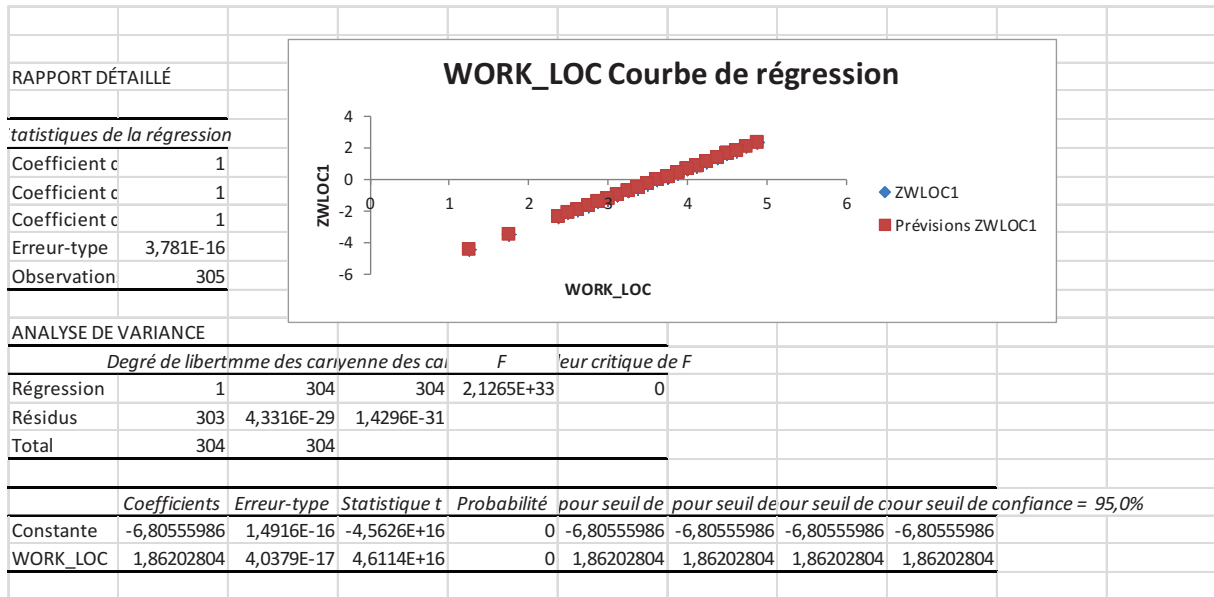 RAPPORT DÉTAILLÉ
WORK_LOC Courbe de régression
4
2
0
-2
-4
-6
0 1 2 3 4 5 6
ZWLOC1
WORK_LOC
ZWLOC1
Prévisions ZWLOC1
tatistiques de la régression
Coefficient d 1
Coefficient d 1
Coefficient d 1
Erreur-type 3,781E-16
Observation 305
ANALYSE DE VARIANCE
Degré de libert mme des carr yenne des car F eur critique de F
Régression 1 304 304 2,1265E+33 0
Résidus 303 4,3316E-29 1,4296E-31
Total 304 304
Coefficients Erreur-type Statistique t Probabilité pour seuil de pour seuil de our seuil de c pour seuil de confiance = 95,0%
Constante -6,80555986 1,4916E-16 -4,5626E+16 0 -6,80555986 -6,80555986 -6,80555986 -6,80555986
WORK_LOC 1,86202804 4,0379E-17 4,6114E+16 0 1,86202804 1,86202804 1,86202804 1,86202804